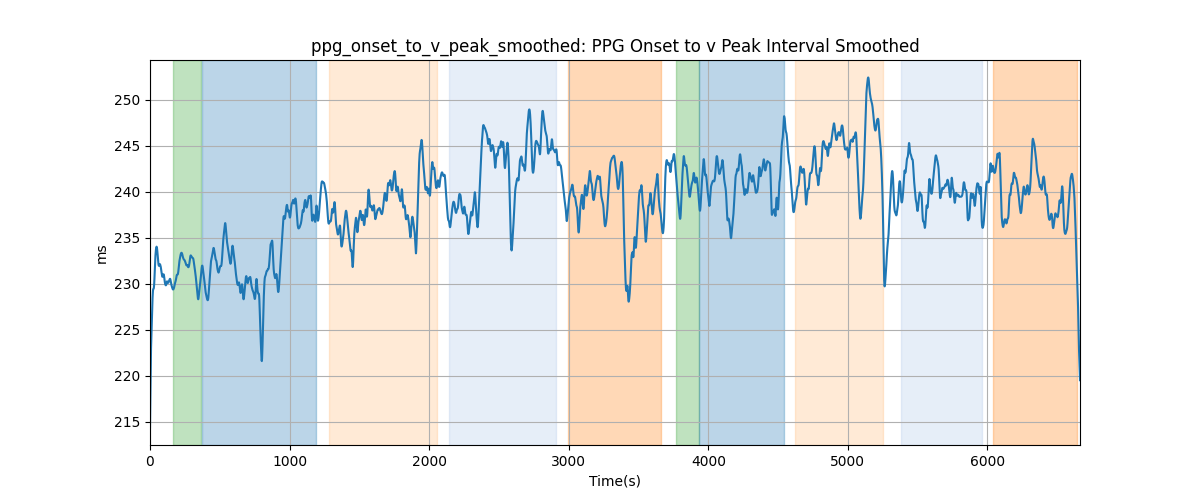 ppg_onset_to_v_peak_smoothed: PPG Onset to v Peak Interval Smoothed
250
245
240
235
230
225
220
215
ms
0 1000 2000 3000 4000 5000 6000
Time(s)